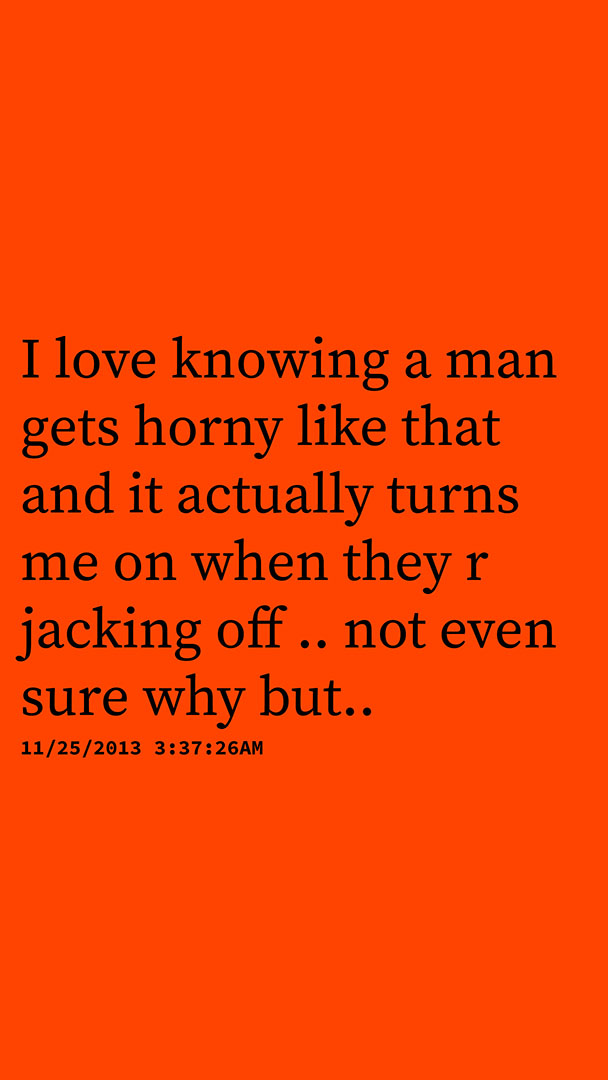 I love knowing a man
gets horny like that
and it actually turns
me on when they r
jacking off .. not even
sure why but..
11/25/2013 3:37:26AM